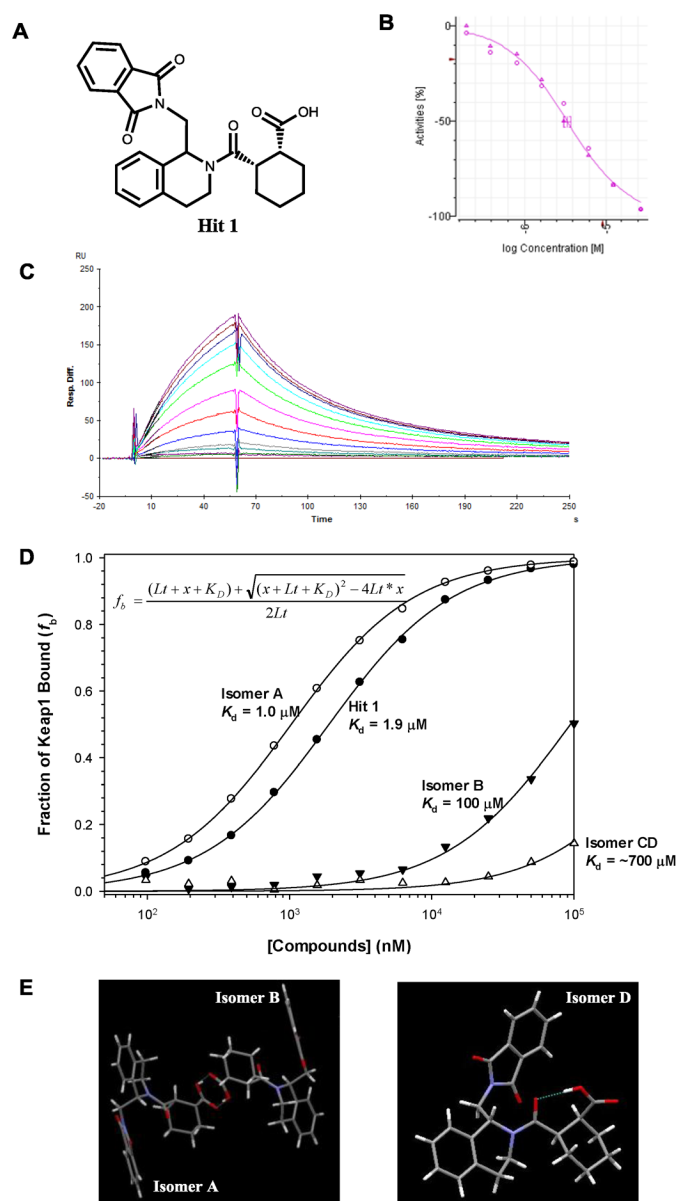 A
O
N
O
O
OH
O
N
O
Hit 1
B
0
-50
-100
Activities [%]
-6
-5
log Concentration [M]
C
RU
250
200
150
100
50
0
-50
Resp. Diff.
-20
10
40
70
100
130
160
190
220
250
Time
s
D
1.0
0.8
0.6
0.4
0.2
0.0
Fraction of Keap1 Bound (fb)
fb = (Lt + x + KD) + √(x + Lt + KD)² − 4Lt * x
2Lt
Isomer A
Kd = 1.0 µM
Hit 1
Kd = 1.9 µM
Isomer B
Kd = 100 µM
Isomer CD
Kd = ~700 µM
10²
10³
10⁴
10⁵
[Compounds] (nM)
E
Isomer B
Isomer A
Isomer D